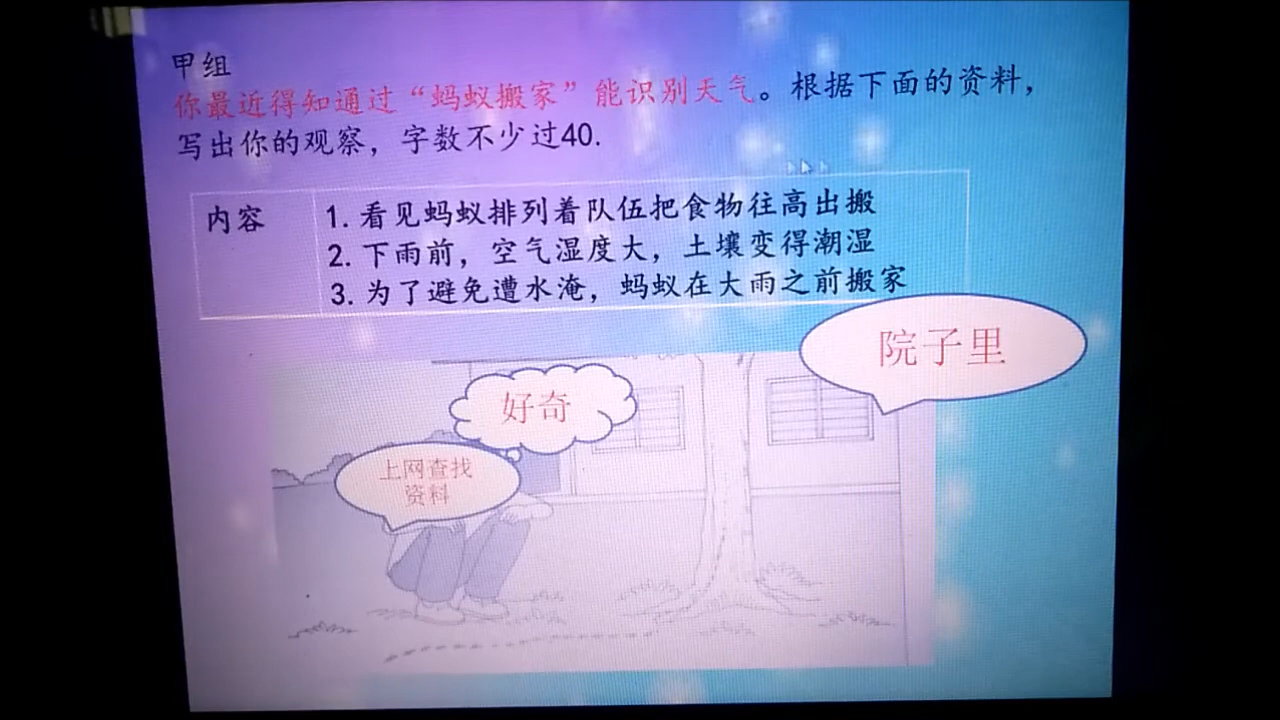 甲组
你最近得知通过“蚂蚁搬家”能识别天气。根据下面的资料，
写出你的观察，字数不少过40.
内容
1. 看见蚂蚁排列着队伍把食物往高出搬
2. 下雨前，空气湿度大，土壤变得潮湿
3. 为了避免遭水淹，蚂蚁在大雨之前搬家
院子里
好奇
上网查找
资料